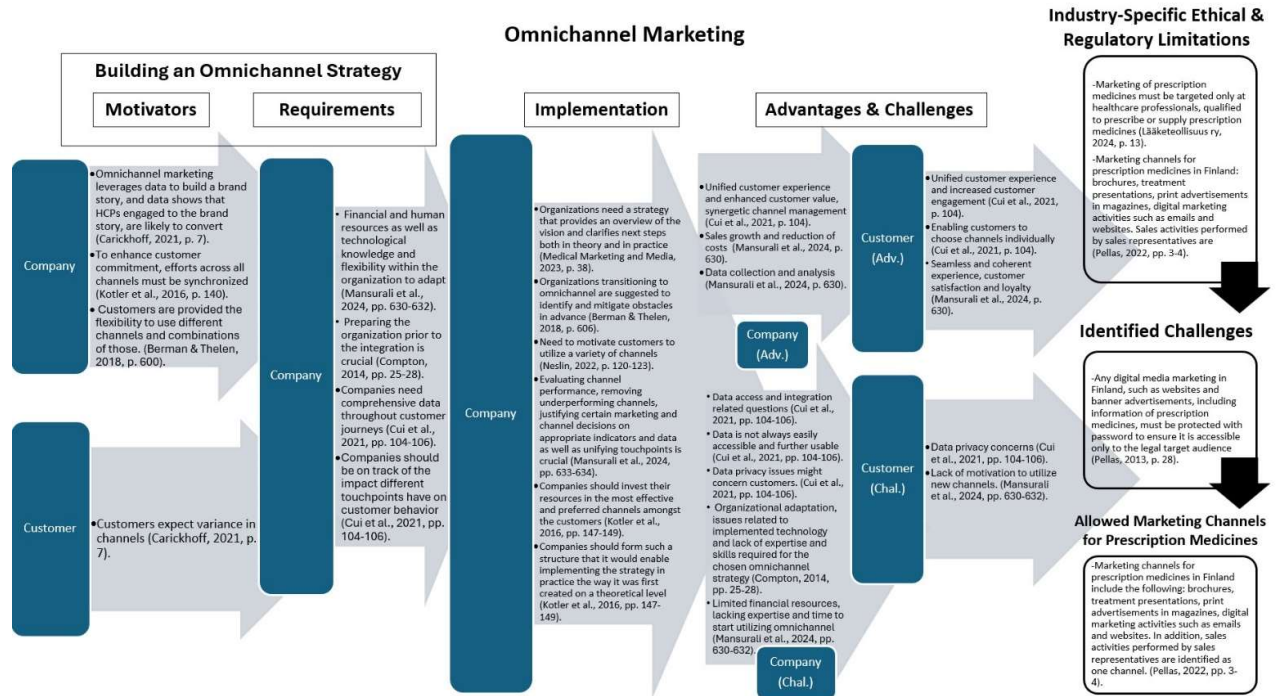 Omnichannel Marketing
Building an Omnichannel Strategy
Motivators
Requirements
Implementation
Advantages & Challenges
Company
•Omnichannel marketing
leverages data to build a brand
story, and data shows that
HCPs engaged to the brand
story, are likely to convert
(Carickhoff, 2021, p. 7).
•To enhance customer
commitment, efforts across all
channels must be synchronized
(Kotler et al., 2016, p. 140).
• Customers are provided the
flexibility to use different
channels and combinations
of those. (Berman & Thelen,
2018, p. 600).
Customer
•Customers expect variance in
channels (Carickhoff, 2021, p.
7).
Company
• Financial and human
resources as well as
technological
knowledge and
flexibility within the
organization to adapt
(Mansurali et al.,
2024, pp. 630-632).
• Preparing the
organization prior to
the integration is
crucial (Compton,
2014, pp. 25-28).
•Companies need
comprehensive data
throughout customer
journeys (Cui et al.,
2021, pp. 104-106).
•Companies should
be on track of the
impact different
touchpoints have on
customer behavior
(Cui et al., 2021, pp.
104-106).
Company
•Organizations need a strategy
that provides an overview of the
vision and clarifies next steps
both in theory and in practice
(Medical Marketing and Media,
2023, p. 38).
•Organizations transitioning to
omnichannel are suggested to
identify and mitigate obstacles
in advance (Berman & Thelen,
2018, p. 606).
•Need to motivate customers to
utilize a variety of channels
(Neslin, 2022, p. 120-123).
•Evaluating channel
performance, removing
underperforming channels,
justifying certain marketing and
channel decisions on
appropriate indicators and data
as well as unifying touchpoints is
crucial (Mansurali et al., 2024,
pp. 633-634).
•Companies should invest their
resources in the most effective
and preferred channels amongst
the customers (Kotler et al.,
2016, pp. 147-149).
•Companies should form such a
structure that it would enable
implementing the strategy in
practice the way it was first
created on a theoretical level
(Kotler et al., 2016, pp. 147-
149).
•Unified customer experience
and enhanced customer value,
synergetic channel management
(Cui et al., 2021, p. 104).
•Sales growth and reduction of
costs (Mansurali et al., 2024, p.
630).
•Data collection and analysis
(Mansurali et al., 2024, p. 630).
Company
(Adv.)
• Data access and integration
related questions (Cui et al.,
2021, pp. 104-106).
• Data is not always easily
accessible and further usable
(Cui et al., 2021, pp. 104-106).
• Data privacy issues might
concern customers. (Cui et al.,
2021, pp. 104-106).
• Organizational adaptation,
issues related to
implemented technology
and lack of expertise and
skills required for the
chosen omnichannel
strategy (Compton, 2014,
pp. 25-28).
• Limited financial resources,
lacking expertise and time to
start utilizing omnichannel
(Mansurali et al., 2024, pp.
630-632).
Company
(Chal.)
Customer
(Adv.)
•Unified customer experience
and increased customer
engagement (Cui et al., 2021,
p. 104).
•Enabling customers to
choose channels individually
(Cui et al., 2021, p. 104).
• Seamless and coherent
experience, customer
satisfaction and loyalty
(Mansurali et al., 2024, p.
630).
Customer
(Chal.)
•Data privacy concerns (Cui
et al., 2021, pp. 104-106).
•Lack of motivation to utilize
new channels. (Mansurali
et al., 2024, pp. 630-632).
Industry-Specific Ethical &
Regulatory Limitations
-Marketing of prescription
medicines must be targeted only at
healthcare professionals, qualified
to prescribe or supply prescription
medicines (Lääketeollisuus ry,
2024, p. 13).
-Marketing channels for
prescription medicines in Finland:
brochures, treatment
presentations, print
advertisements in magazines,
digital marketing
activities such as emails and
websites. Sales activities
performed by sales
representatives are
(Pellas, 2022, pp. 3-4).
Identified Challenges
-Any digital media marketing in
Finland, such as websites and
banner advertisements, including
information of prescription
medicines, must be protected with
password to ensure it is accessible
only to the legal target audience
(Pellas, 2013, p. 28).
Allowed Marketing Channels
for Prescription Medicines
-Marketing channels for
prescription medicines in Finland
include the following: brochures,
treatment presentations, print
advertisements in magazines, digital
marketing activities such as emails
and websites. In addition, sales
activities performed by sales
representatives are identified as
one channel. (Pellas, 2022, pp. 3-
4).